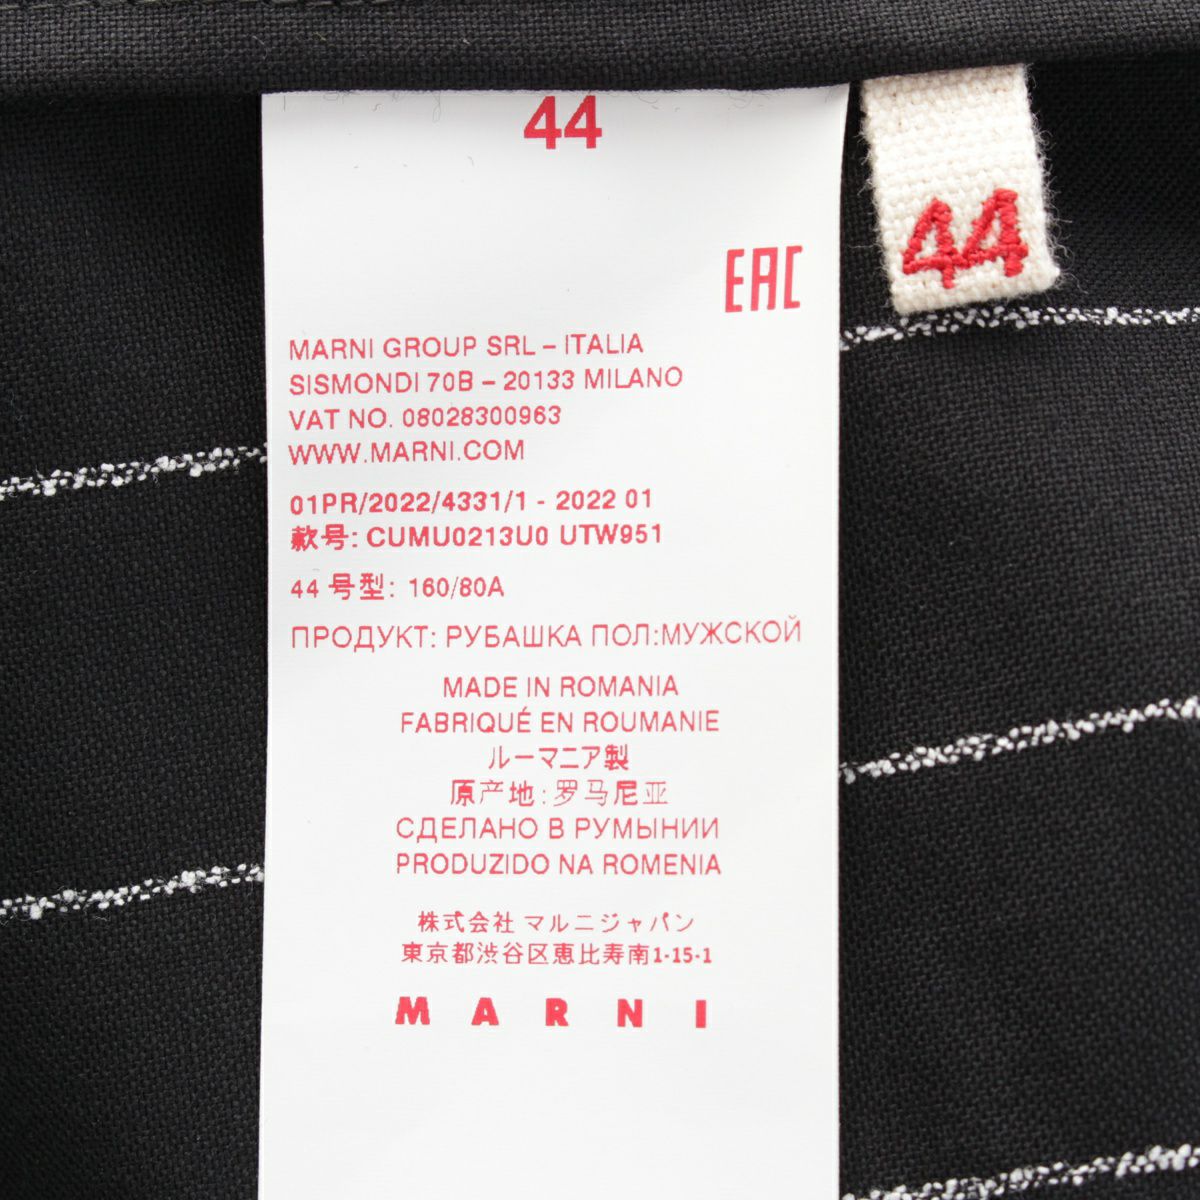 44
44
EAC
MARNI GROUP SRL – ITALIA
SISMONDI 70B – 20133 MILANO
VAT NO. 08028300963
WWW.MARNI.COM
01PR/2022/4331/1 - 2022 01
款号: CUMU0213U0 UTW951
44 号型: 160/80A
ПРОДУКТ: РУБАШКА ПОЛ:МУЖСКОЙ
MADE IN ROMANIA
FABRIQUÉ EN ROUMANIE
ルーマニア製
原产地:罗马尼亚
СДЕЛАНО В РУМЫНИИ
PRODUZIDO NA ROMENIA
株式会社 マルニジャパン
東京都渋谷区恵比寿南1-15-1
MARNI